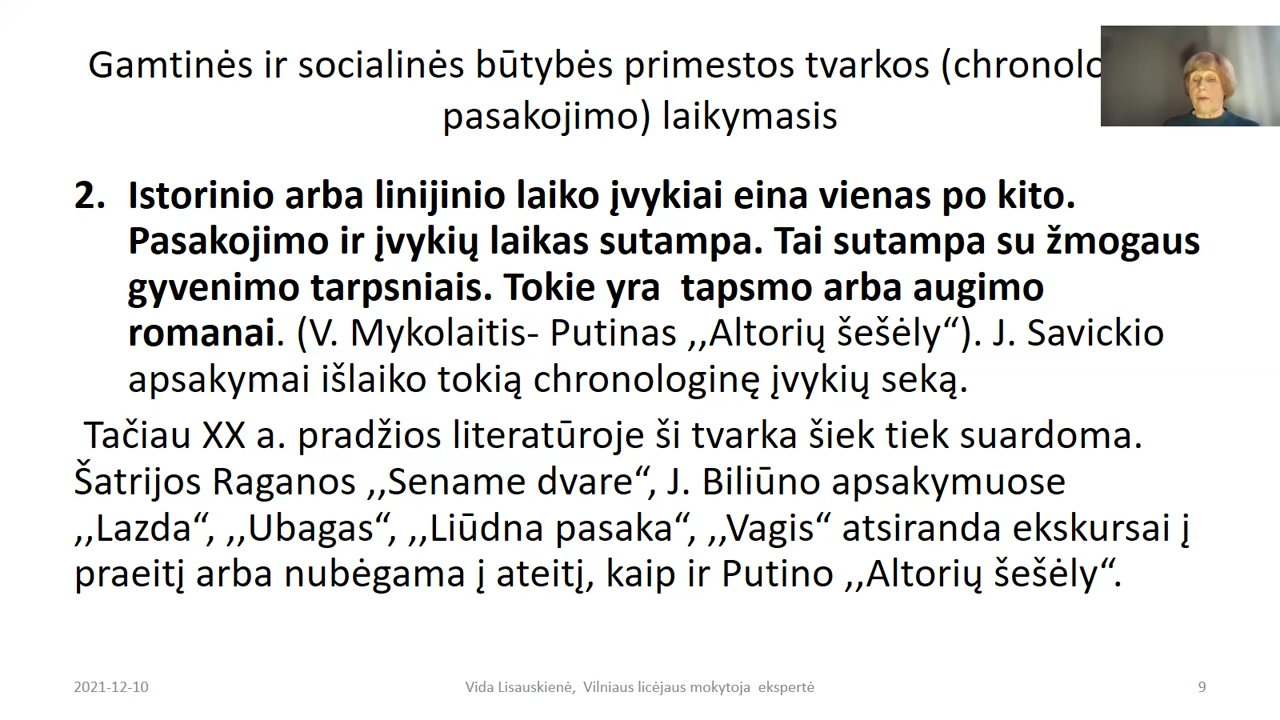 Gamtinės ir socialinės būtybės primestos tvarkos
pasakojimo) laikymasis
2. Istorinio arba linijinio laiko įvykiai eina vienas po kito.
Pasakojimo ir įvykių laikas sutampa. Tai sutampa su žmogaus
gyvenimo tarpsniais. Tokie yra  tapsmo arba augimo
romanai. (V. Mykolaitis- Putinas ,,Altorių šešėly“). J. Savickio
apsakymai išlaiko tokią chronologinę įvykių seką.
Tačiau XX a. pradžios literatūroje ši tvarka šiek tiek suardoma.
Šatrijos Raganos ,,Sename dvare“, J. Biliūno apsakymuose
,,Lazda“, ,,Ubagas“, ,,Liūdna pasaka“, ,,Vagis“ atsiranda ekskursai į
praeitį arba nubėgama į ateitį, kaip ir Putino ,,Altorių šešėly“.
2021-12-10
Vida Lisauskienė,  Vilniaus licėjaus mokytoja  ekspertė
9